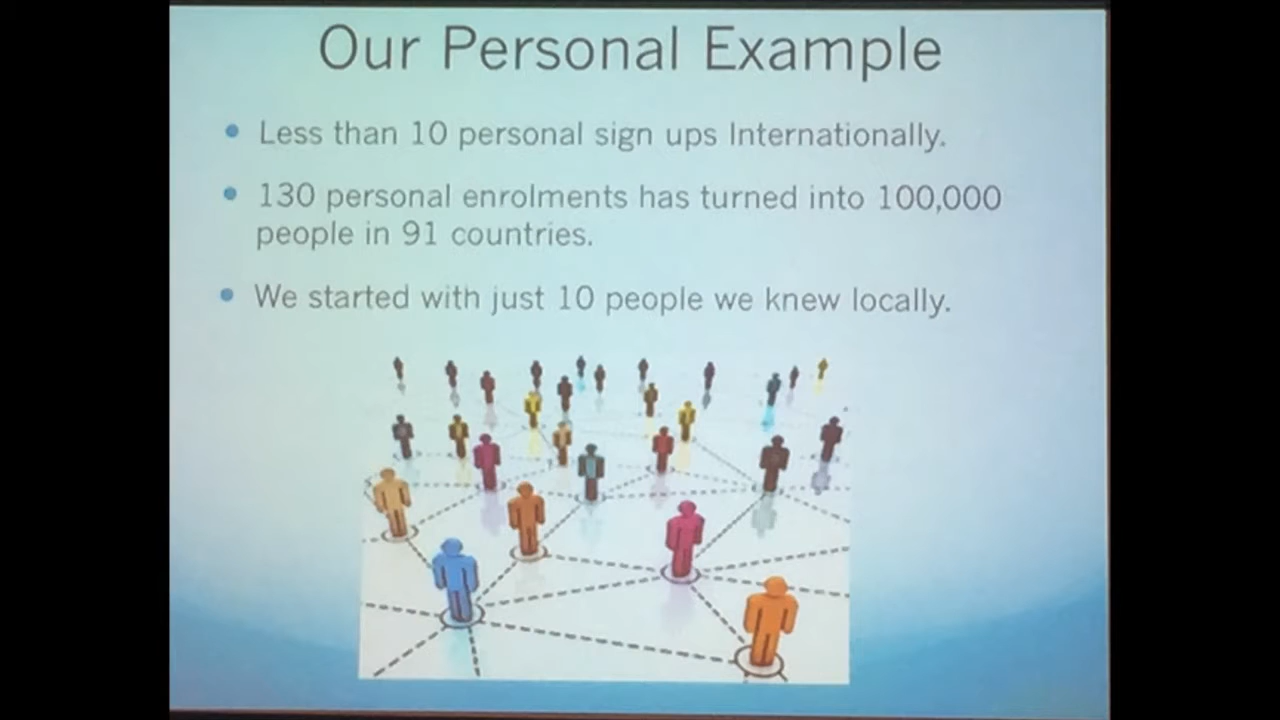 Our Personal Example
• Less than 10 personal sign ups Internationally.
• 130 personal enrolments has turned into 100,000
people in 91 countries.
• We started with just 10 people we knew locally.